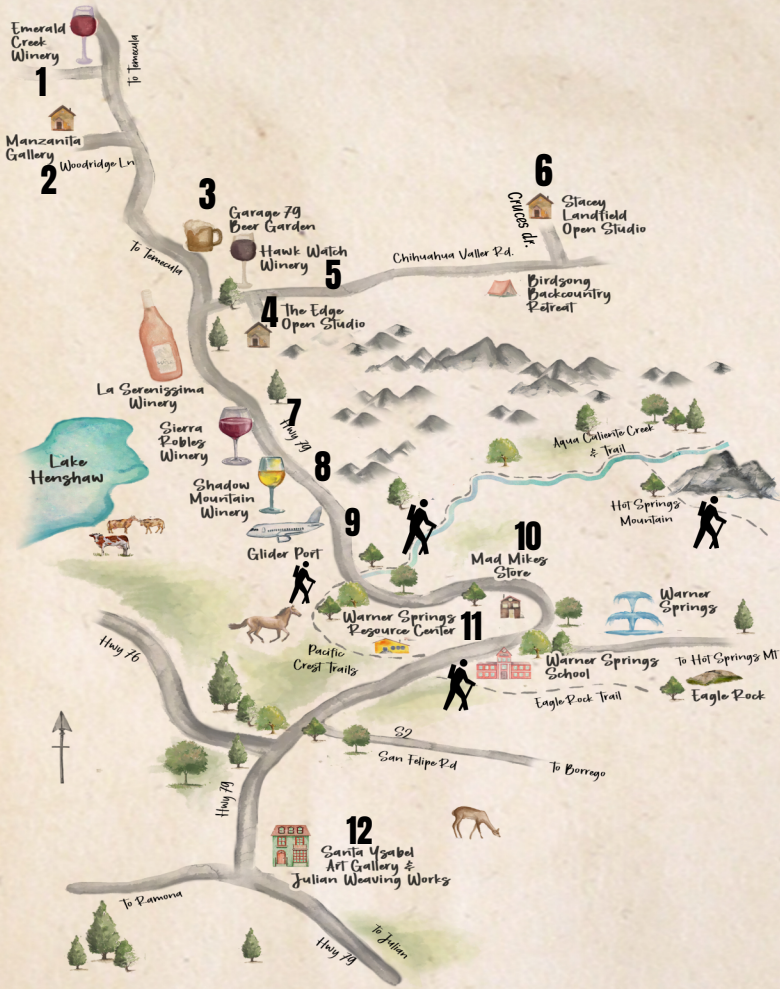 Emerald
Creek
Winery
1
To Temecula
Manzanita
Gallery
Woodridge Ln
2
3
Garage 79
Beer Garden
Hawk Watch
Winery
To Temecula
5
Chihuahua Valler Rd.
6
Cruces dr.
Stacey
Landfield
Open Studio
Birdsong
Backcountry
Retreat
4
The Edge
Open Studio
La Serenissima
Winery
7
Hwy 79
Sierra
Robles
Winery
8
Shadow
Mountain
Winery
Lake
Henshaw
9
Glider Port
Agua Caliente Creek
& Trail
Hot Springs
Mountain
10
Mad Mikes
Store
Warner Springs
Resource Center
11
Warner
Springs
Pacific
Crest Trails
Warner Springs
School
To Hot Springs MT
Eagle Rock Trail
Eagle Rock
Hwy 76
S2
San Felipe Rd
To Borrego
Hwy 79
12
Santa Ysabel
Art Gallery &
Julian Weaving Works
To Ramona
To Julian
Hwy 79